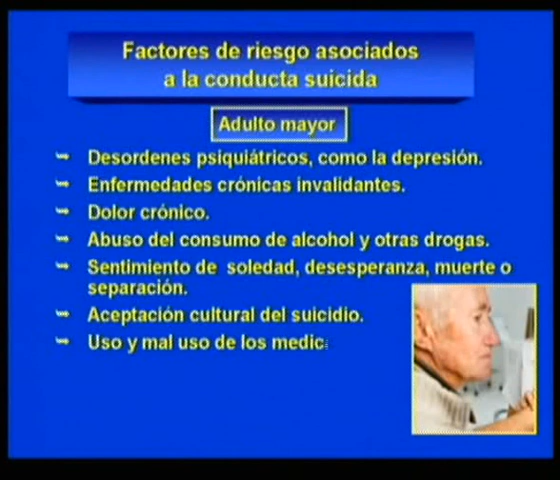 Factores de riesgo asociados
a la conducta suicida
Adulto mayor
Desordenes psiquiátricos, como la depresión.
Enfermedades crónicas invalidantes.
Dolor crónico.
Abuso del consumo de alcohol y otras drogas.
Sentimiento de soledad, desesperanza, muerte o
separación.
Aceptación cultural del suicidio.
Uso y mal uso de los medic